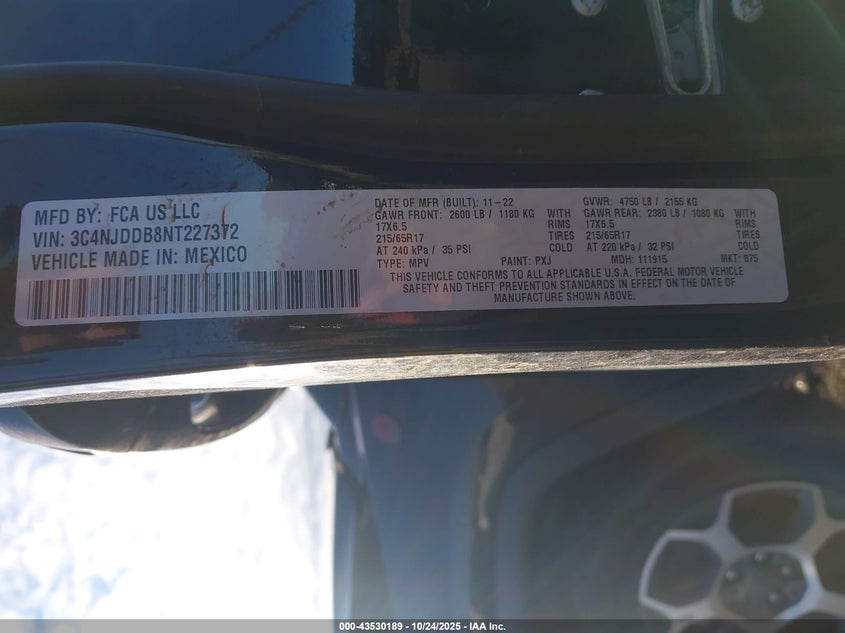 MFD BY: FCA US LLC
VIN: 3C4NJDDB8NT227372
VEHICLE MADE IN: MEXICO
DATE OF MFR (BUILT): 11-22 GVWR: 4750 LB / 2155 KG
GAWR FRONT: 2600 LB / 1180 KG WITH GAWR REAR: 2380 LB / 1080 KG WITH
17X6.5 RIMS 17X6.5 RIMS
215/65R17 TIRES 215/65R17 TIRES
AT 240 kPa / 35 PSI COLD AT 220 kPa / 32 PSI COLD
TYPE: MPV PAINT: PXJ MDH: 111915 MKT: 875
THIS VEHICLE CONFORMS TO ALL APPLICABLE U.S.A. FEDERAL MOTOR VEHICLE
SAFETY AND THEFT PREVENTION STANDARDS IN EFFECT ON THE DATE OF
MANUFACTURE SHOWN ABOVE.
000-43530189 - 10/24/2025 - IAA Inc.